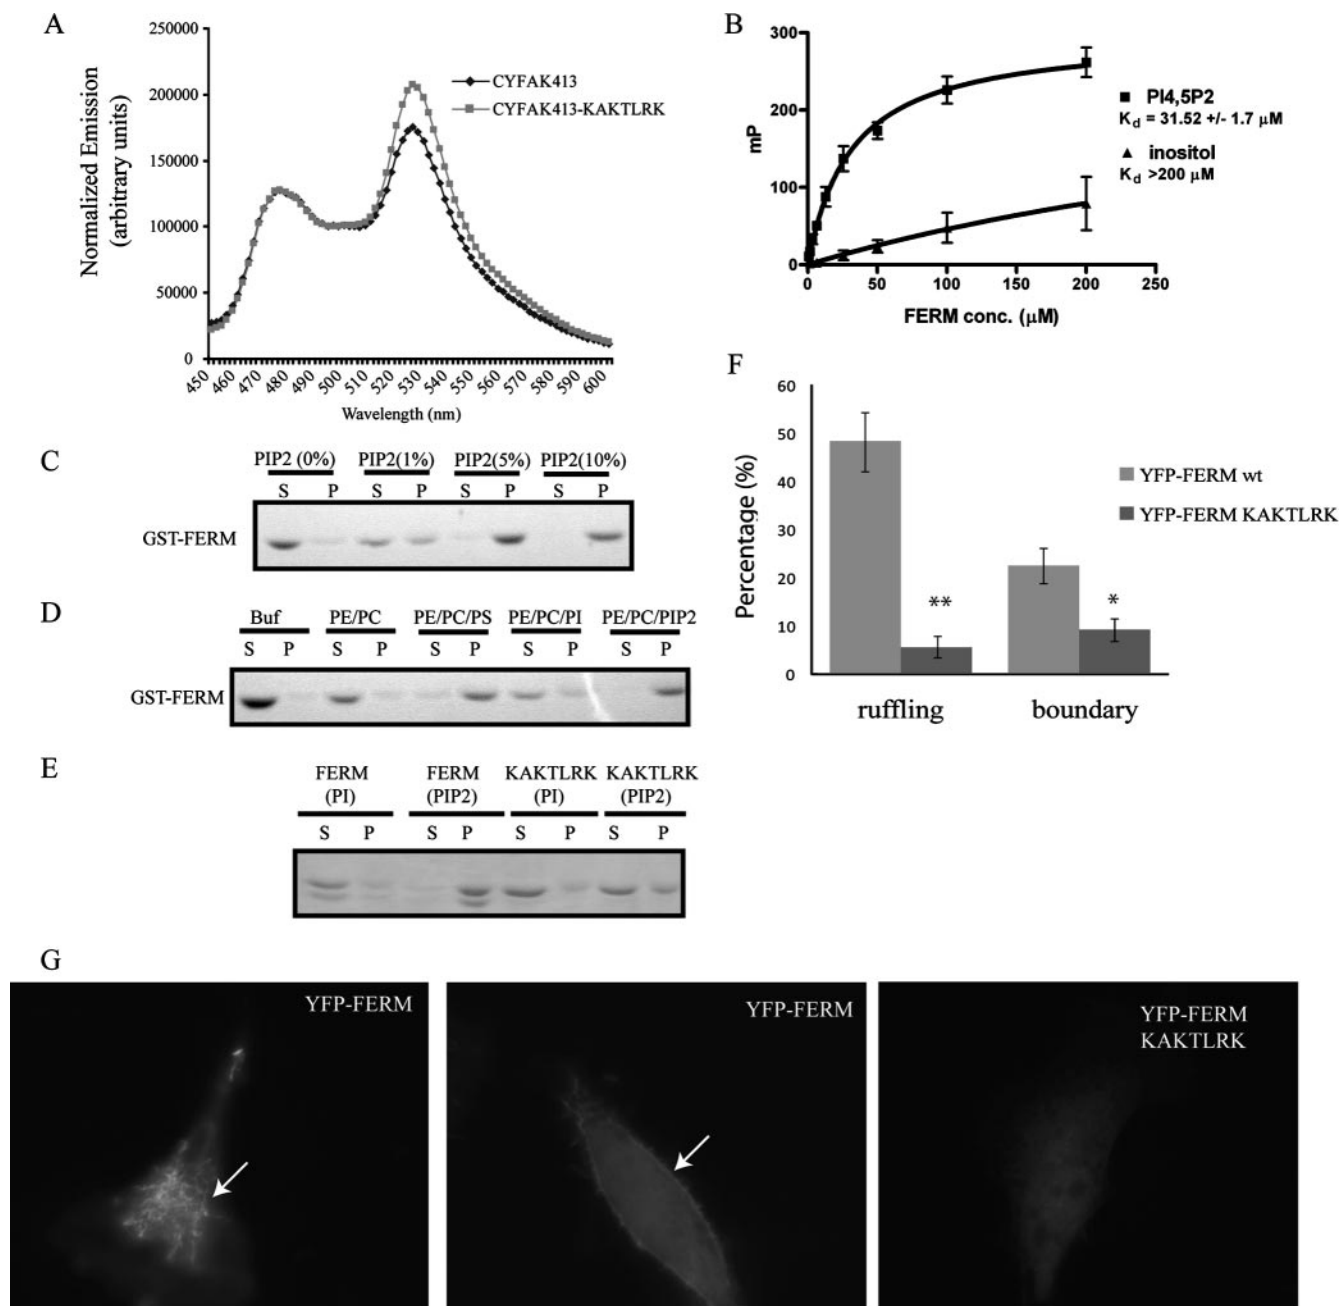 A
250000
200000
150000
100000
50000
0
Normalized Emission
(arbitrary units)
CYFAK413
CYFAK413-KAKTLRK
450 460 470 480 490 500 510 520 530 540 550 560 570 580 590 600
Wavelength (nm)
B
300
200
100
0
mP
0 50 100 150 200 250
FERM conc. (μM)
PI4,5P2
Kd = 31.52 +/- 1.7 μM
inositol
Kd >200 μM
C
PIP2 (0%) PIP2(1%) PIP2(5%) PIP2(10%)
S P S P S P S P
GST-FERM
D
Buf PE/PC PE/PC/PS PE/PC/PI PE/PC/PIP2
S P S P S P S P S P
GST-FERM
E
FERM FERM KAKTLRK KAKTLRK
(PI) (PIP2) (PI) (PIP2)
S P S P S P S P
F
60
50
40
30
20
10
0
Percentage (%)
** *
ruffling boundary
YFP-FERM wt
YFP-FERM KAKTLRK
G
YFP-FERM
YFP-FERM
YFP-FERM
KAKTLRK